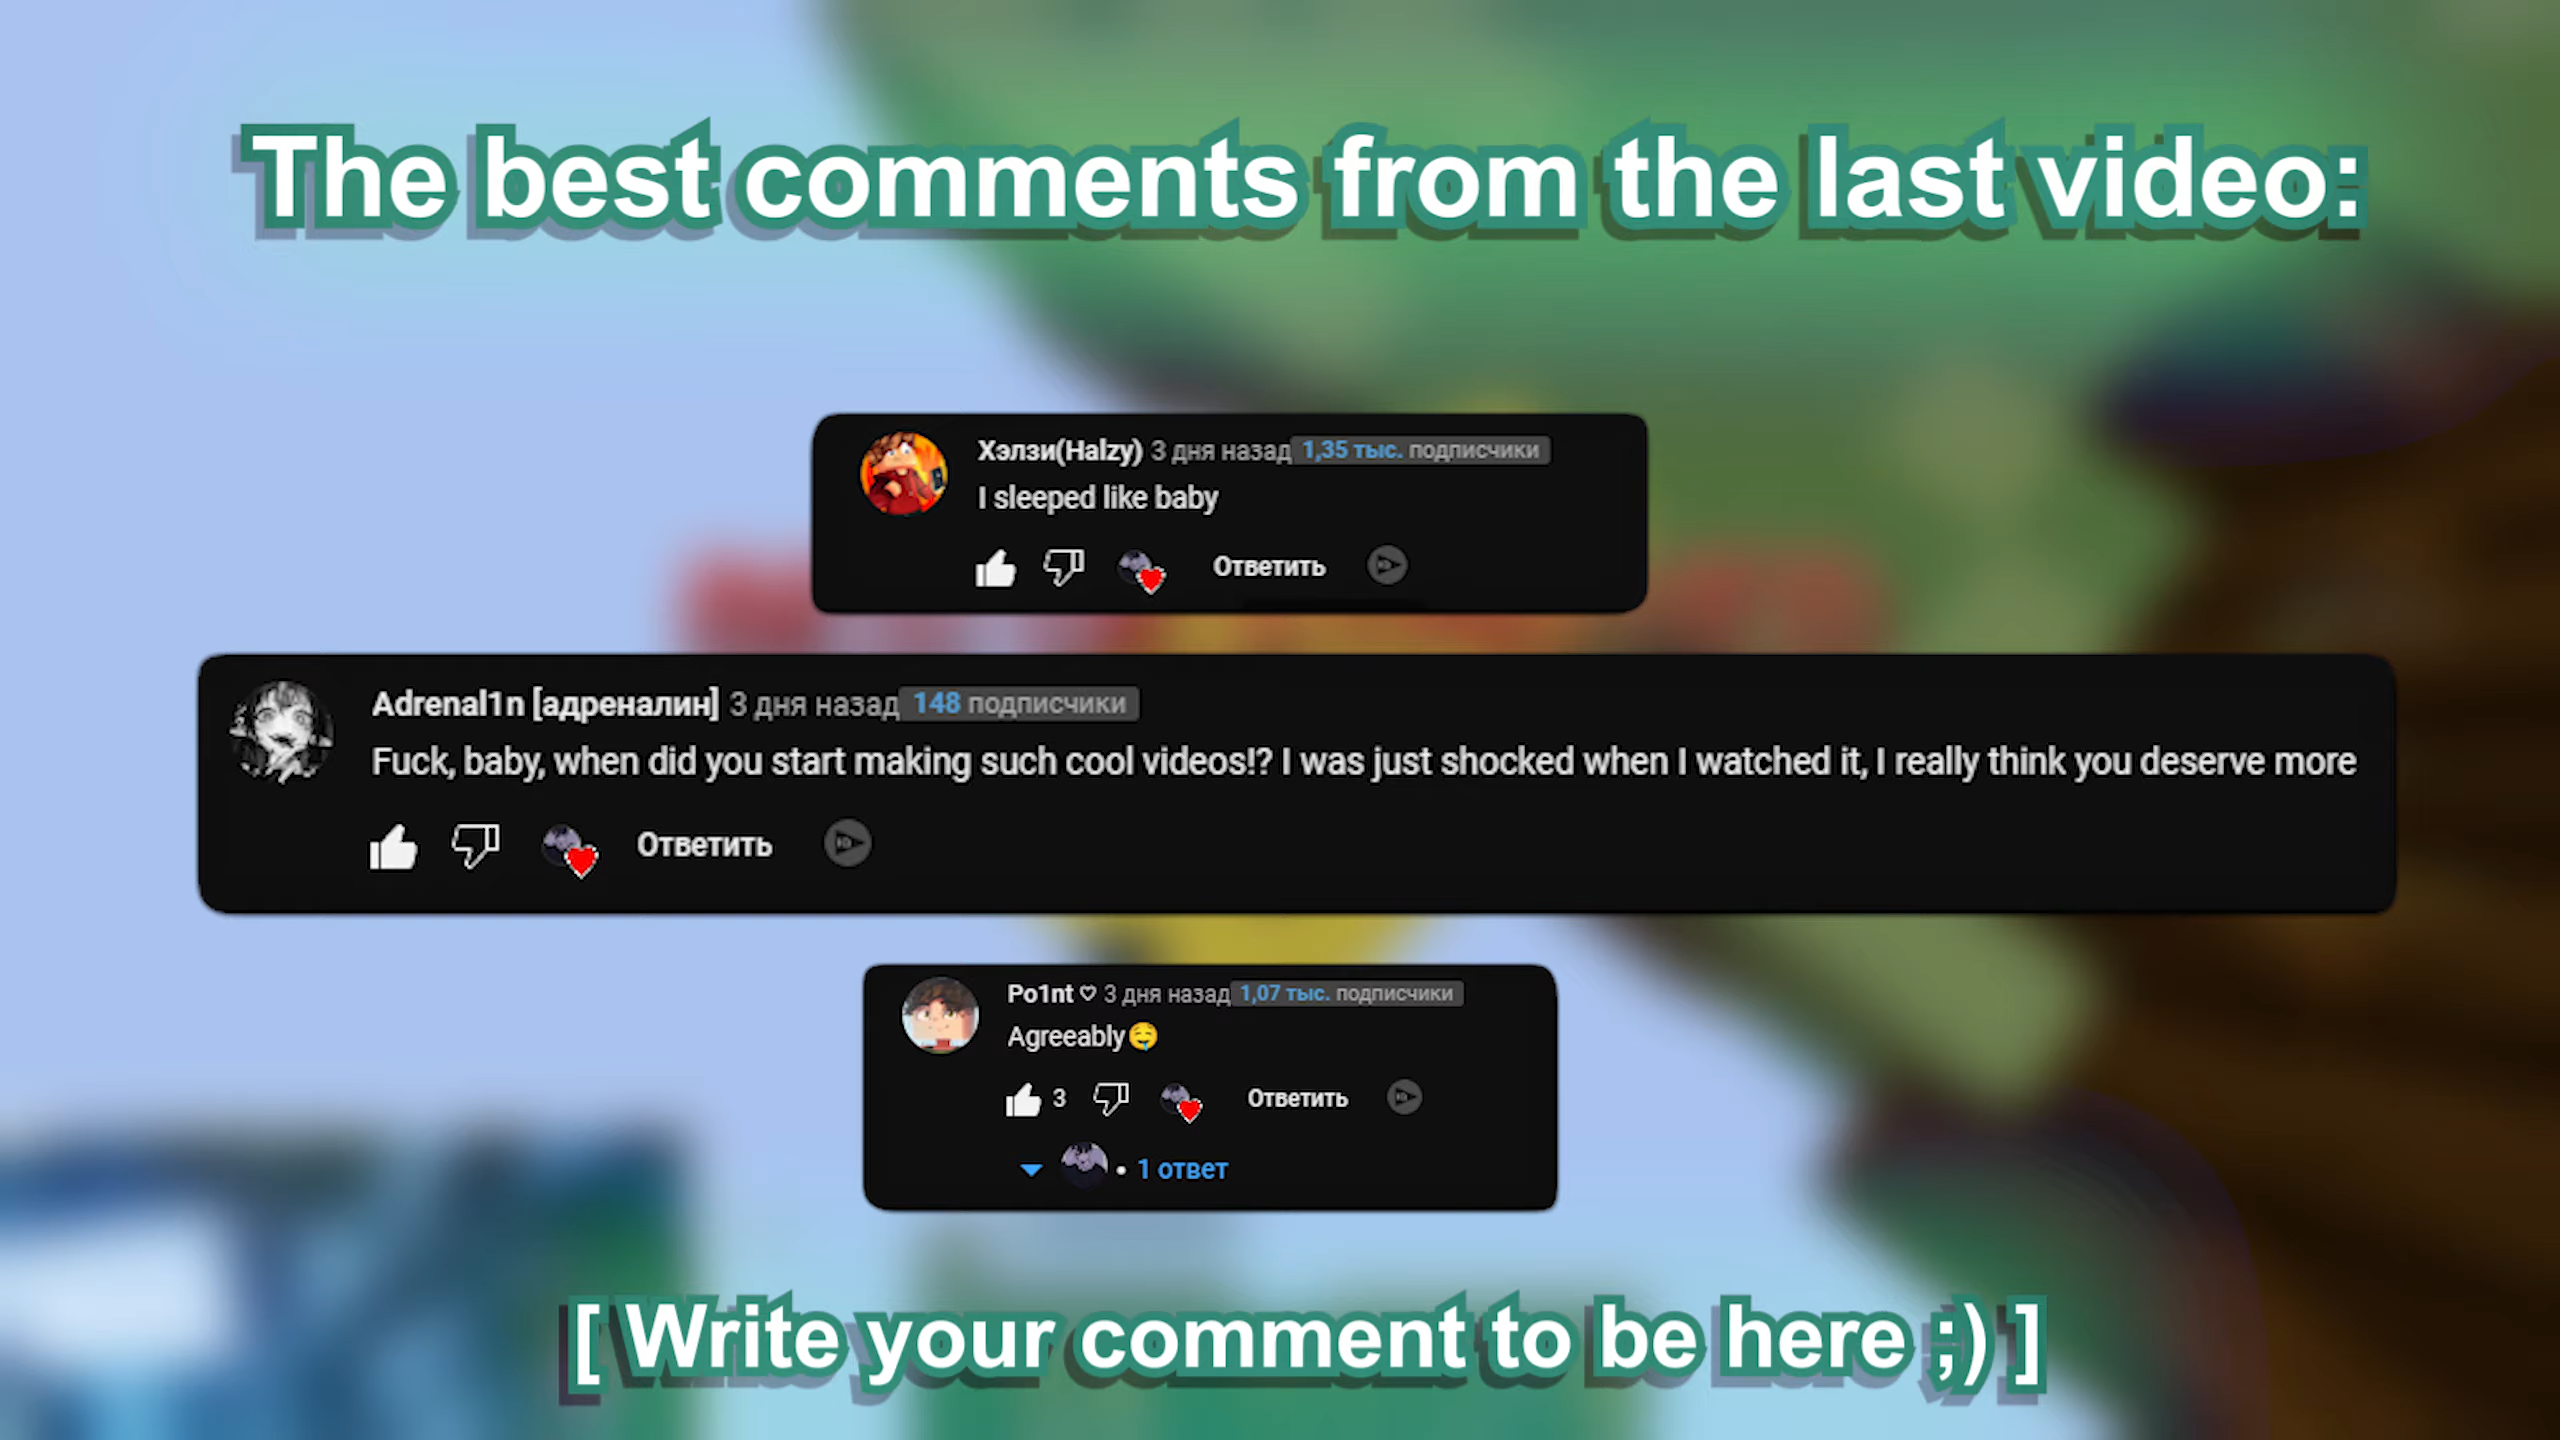 The best comments from the last video:
Хэлзи(Halzy) 3 дня назад 1,35 тыс. подписчики
I sleeped like baby
Ответить
Adrenal1n [адреналин] 3 дня назад 148 подписчики
Fuck, baby, when did you start making such cool videos!? I was just shocked when I watched it, I really think you deserve more
Ответить
Po1nt ♡ 3 дня назад 1,07 тыс. подписчики
Agreeably🤤
3 Ответить
• 1 ответ
[ Write your comment to be here ;) ]